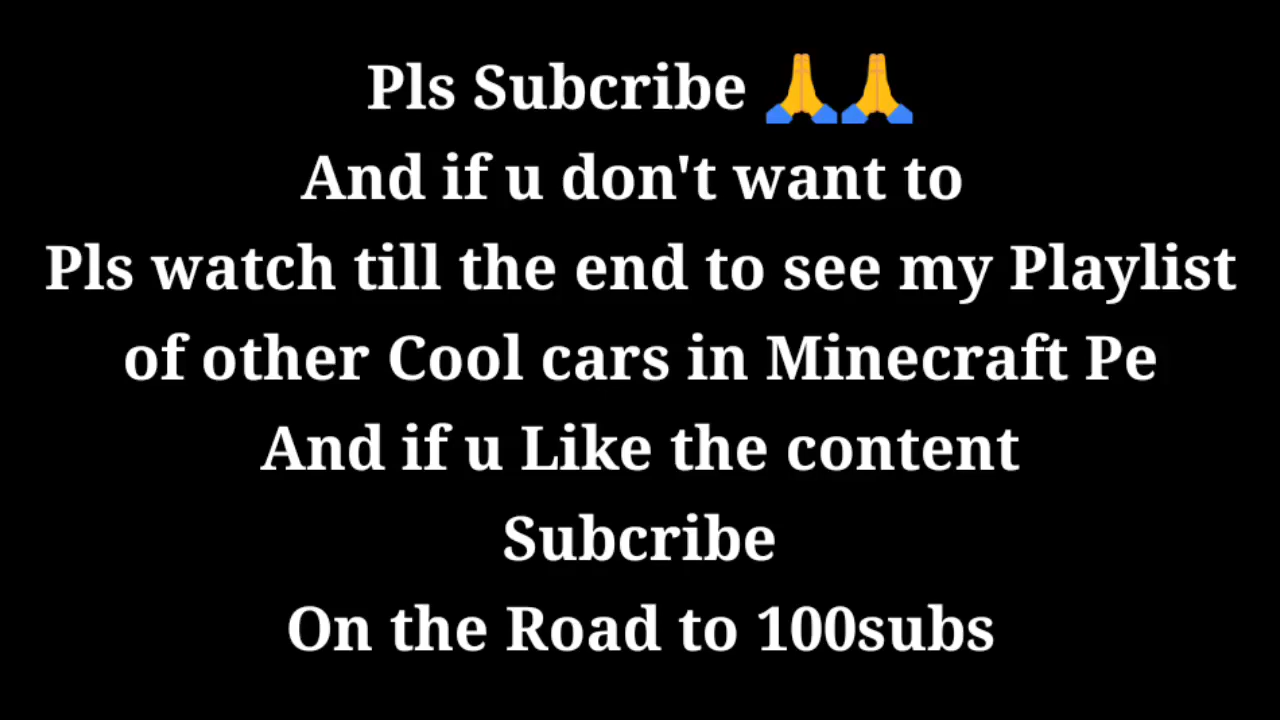 Pls Subcribe 🙏🙏
And if u don't want to
Pls watch till the end to see my Playlist
of other Cool cars in Minecraft Pe
And if u Like the content
Subcribe
On the Road to 100subs